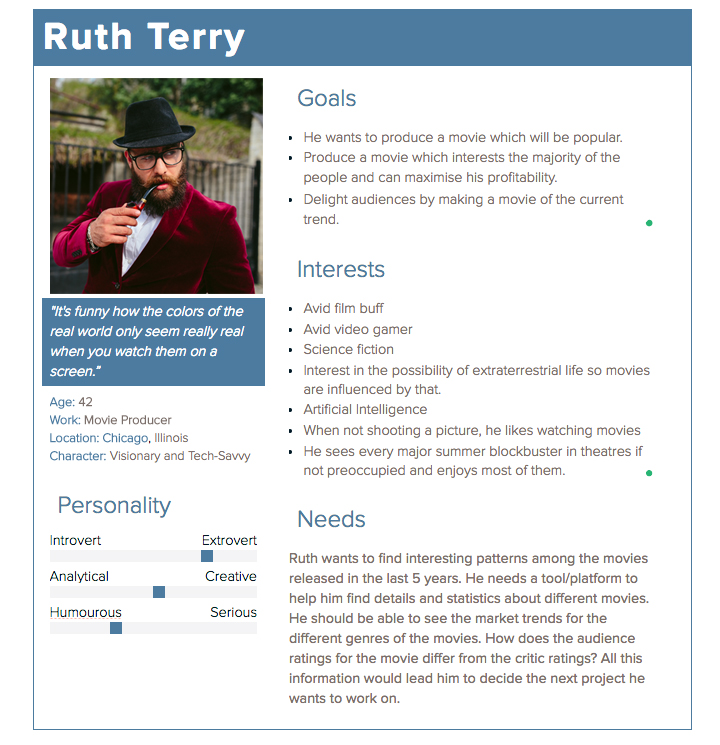 Ruth Terry
"It's funny how the colors of the
real world only seem really real
when you watch them on a
screen."
Age: 42
Work: Movie Producer
Location: Chicago, Illinois
Character: Visionary and Tech-Savvy
Personality
Introvert Extrovert
Analytical Creative
Humourous Serious
Goals
• He wants to produce a movie which will be popular.
• Produce a movie which interests the majority of the
people and can maximise his profitability.
• Delight audiences by making a movie of the current
trend.
Interests
• Avid film buff
• Avid video gamer
• Science fiction
• Interest in the possibility of extraterrestrial life so movies
are influenced by that.
• Artificial Intelligence
• When not shooting a picture, he likes watching movies
• He sees every major summer blockbuster in theatres if
not preoccupied and enjoys most of them.
Needs
Ruth wants to find interesting patterns among the movies
released in the last 5 years. He needs a tool/platform to
help him find details and statistics about different movies.
He should be able to see the market trends for the
different genres of the movies. How does the audience
ratings for the movie differ from the critic ratings? All this
information would lead him to decide the next project he
wants to work on.